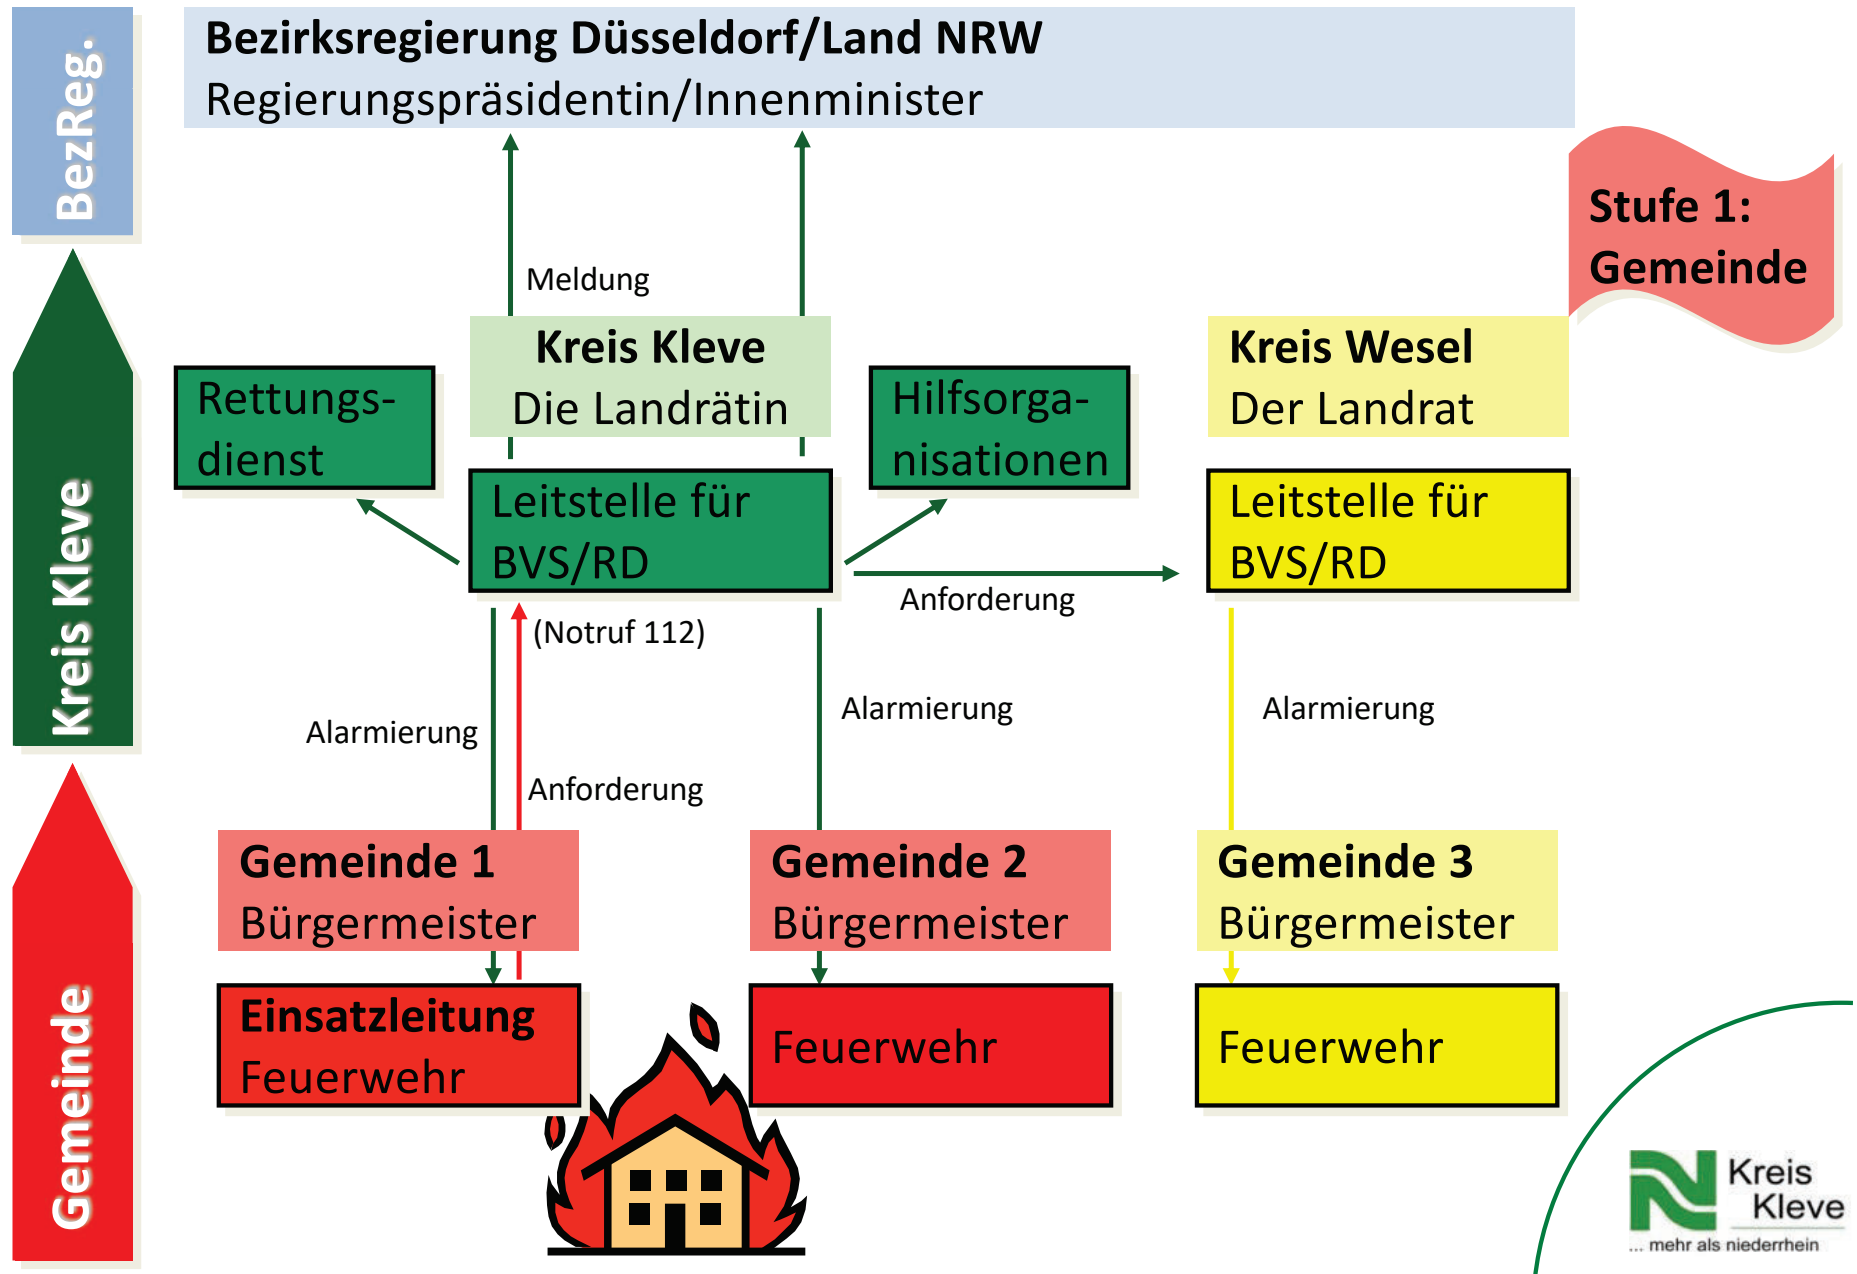 BezReg.
Bezirksregierung Düsseldorf/Land NRW
Regierungspräsidentin/Innenminister
Stufe 1:
Gemeinde
Meldung
Kreis Kleve
Die Landrätin
Kreis Wesel
Der Landrat
Rettungs-
dienst
Hilfsorga-
nisationen
Leitstelle für
BVS/RD
Leitstelle für
BVS/RD
Kreis Kleve
Anforderung
(Notruf 112)
Alarmierung
Alarmierung
Alarmierung
Anforderung
Gemeinde 1
Bürgermeister
Gemeinde 2
Bürgermeister
Gemeinde 3
Bürgermeister
Einsatzleitung
Feuerwehr
Feuerwehr
Feuerwehr
Gemeinde
Kreis
Kleve
... mehr als niederrhein